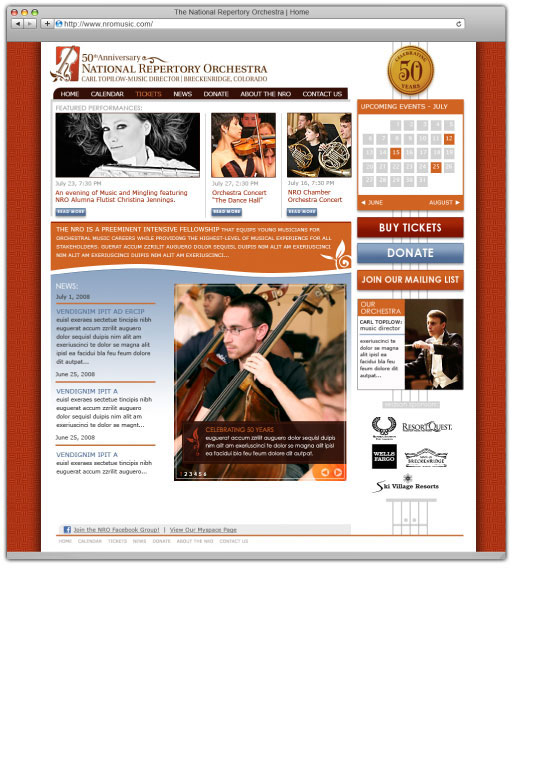 The National Repertory Orchestra | Home
http://www.nromusic.com/
50th Anniversary
NATIONAL REPERTORY ORCHESTRA
CARL TOPILOW-MUSIC DIRECTOR | BRECKENRIDGE, COLORADO
CELEBRATING
50
YEARS
HOME CALENDAR TICKETS NEWS DONATE ABOUT THE NRO CONTACT US
FEATURED PERFORMANCES:
July 23, 7:30 PM
An evening of Music and Mingling featuring
NRO Alumna Flutist Christina Jennings.
READ MORE
July 27, 2:30 PM
Orchestra Concert
"The Dance Hall"
READ MORE
July 16, 7:30 PM
NRO Chamber
Orchestra Concert
READ MORE
UPCOMING EVENTS - JULY
12
15
25
JUNE AUGUST
BUY TICKETS
DONATE
JOIN OUR MAILING LIST
THE NRO IS A PREEMINENT INTENSIVE FELLOWSHIP THAT EQUIPS YOUNG MUSICIANS FOR
ORCHESTRAL MUSIC CAREERS WHILE PROVIDING THE HIGHEST-LEVEL OF MUSICAL EXPERIENCE FOR ALL
STAKEHOLDERS. EUERAT ACCUM ZZRILIT AUGUERO DOLOR SEQUISL DUIPIS NIM ALIT AM EXERIUSCINCI
NIM ALIT AM EXERIUSCINCI DUIPIS NIM ALIT AM EXERIUSCINCI...
NEWS:
July 1, 2008
VENDIGNIM IPIT AD ERCIP
euisl exeraes sectetue tincipis nibh
euguerat accum zzrilit auguero
dolor sequisl duipis nim alit am
exeriuscinci te dolor se magna alit
ipisl ea facidui bla feu feum dolore
dit autpat...
June 25, 2008
VENDIGNIM IPIT A
euisl exeraes sectetue tincipis nibh
euguerat accum zzrilit auguero
dolor sequisl duipis nim alit am
exeriuscinci te dolor se magnt...
June 25, 2008
VENDIGNIM IPIT A
euisl exeraes sectetue tincipis nibh
euguerat accum zzrilit auguero...
CELEBRATING 50 YEARS
euguerat accum zzrilit auguero dolor sequisl duipis
nim alit am exeriuscinci te dolor se magna alit ipisl
ea facidui bla feu feum dolore dit autpat.
1 2 3 4 5 6
OUR
ORCHESTRA
CARL TOPILOW:
music director
exeriuscinci te
dolor se magna
alit ipisl ea
facidui bla feu
feum dolore dit
autpat...
RESORTQUEST.
WELLS
FARGO
BRECKENRIDGE
Ski Village Resorts
Join the NRO Facebook Group! | View Our Myspace Page
HOME CALENDAR TICKETS NEWS DONATE ABOUT THE NRO CONTACT US